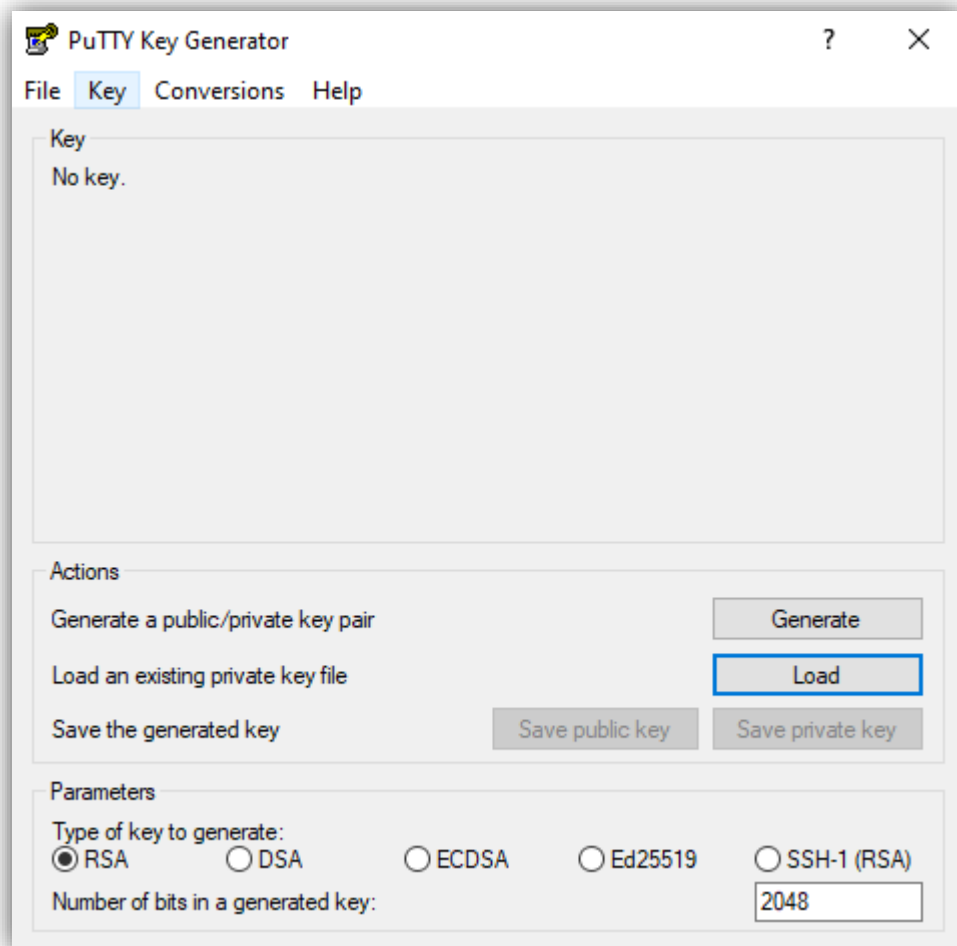 PuTTY Key Generator ?
File Key Conversions Help
Key
No key.
Actions
Generate a public/private key pair Generate
Load an existing private key file Load
Save the generated key Save public key Save private key
Parameters
Type of key to generate:
RSA DSA ECDSA Ed25519 SSH-1 (RSA)
Number of bits in a generated key: 2048